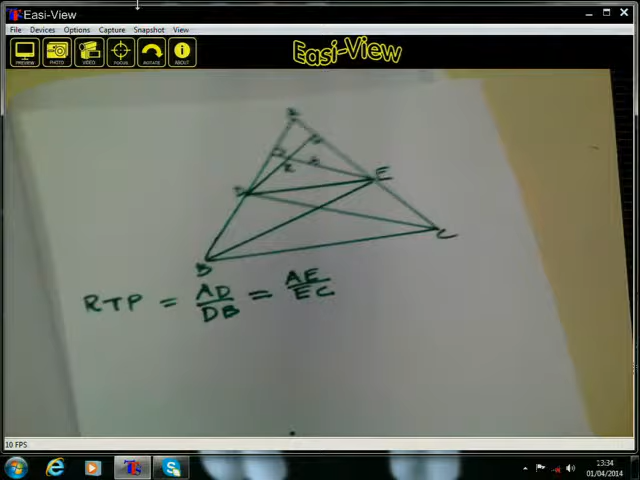 Easi-View
File Devices Options Capture Snapshot View
PREVIEW PHOTO VIDEO FOCUS ROTATE ABOUT
Easi-View
A
E
D
C
B
RTP = AD/DB = AE/EC
10 FPS
13:34
01/04/2014